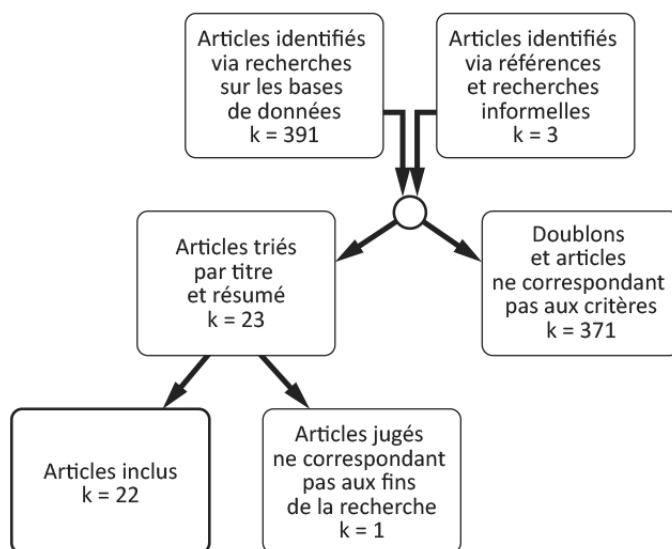 Articles identifiés
via recherches
sur les bases
de données
k = 391
Articles identifiés
via références
et recherches
informelles
k = 3
Articles triés
par titre
et résumé
k = 23
Doublons
et articles
ne correspondant
pas aux critères
k = 371
Articles inclus
k = 22
Articles jugés
ne correspondant
pas aux fins
de la recherche
k = 1